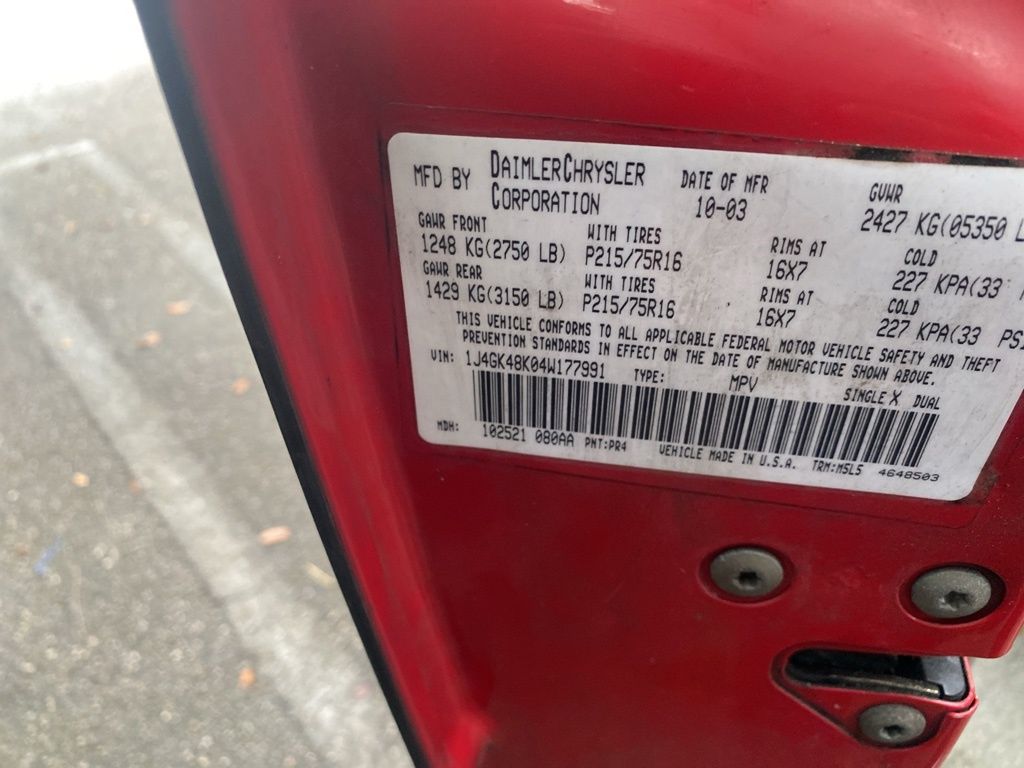 MFD BY DAIMLERCHRYSLER CORPORATION DATE OF MFR 10-03 GVWR 2427 KG(05350 L
GAWR FRONT WITH TIRES RIMS AT COLD
1248 KG(2750 LB) P215/75R16 16X7 227 KPA(33
GAWR REAR WITH TIRES RIMS AT COLD
1429 KG(3150 LB) P215/75R16 16X7 227 KPA(33 PSI
THIS VEHICLE CONFORMS TO ALL APPLICABLE FEDERAL MOTOR VEHICLE SAFETY AND THEFT
PREVENTION STANDARDS IN EFFECT ON THE DATE OF MANUFACTURE SHOWN ABOVE.
VIN: 1J4GK48K04W177991 TYPE: MPV SINGLE X DUAL
MDH: 102521 080AA PNT:PR4 VEHICLE MADE IN U.S.A. TRM:MSL5 4648503